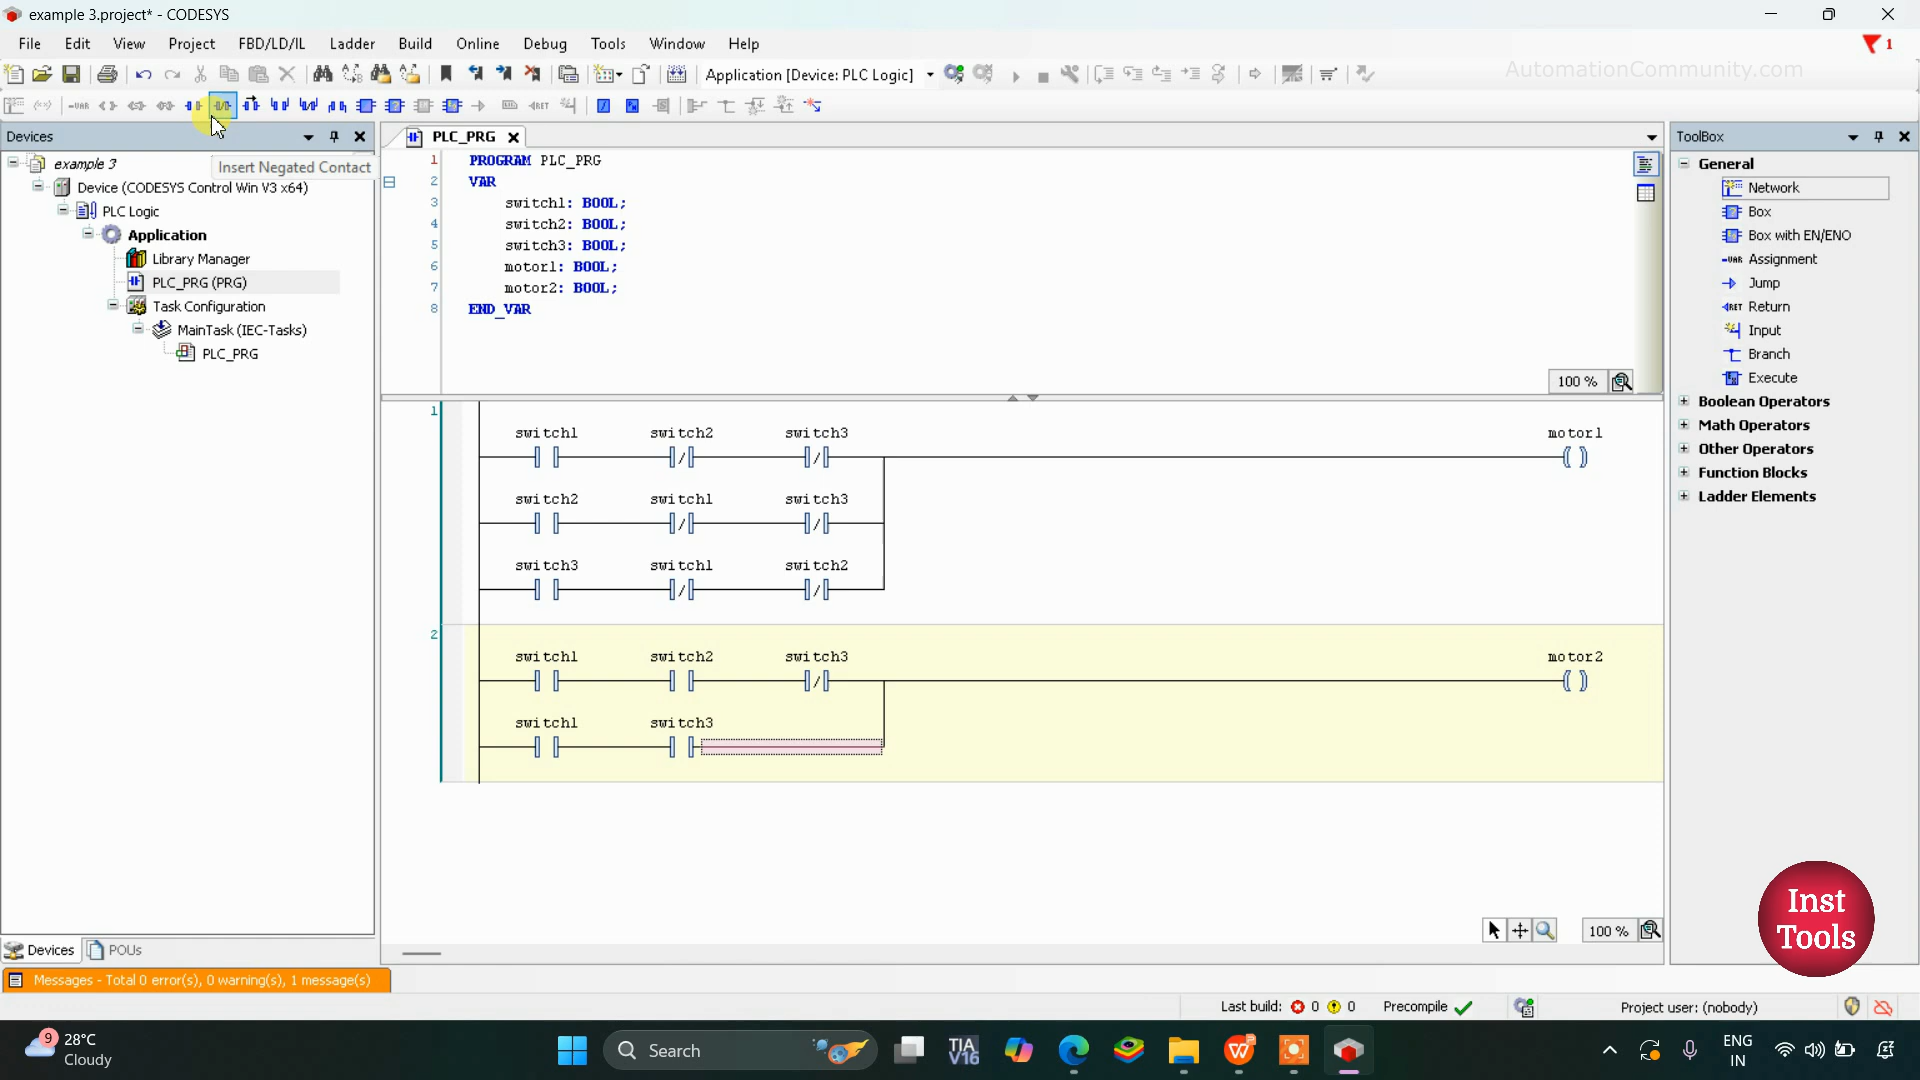 example 3.project* - CODESYS
File Edit View Project FBD/LD/IL Ladder Build Online Debug Tools Window Help
1
Application [Device: PLC Logic]
AutomationCommunity.com
Devices
PLC_PRG
ToolBox
example 3
Insert Negated Contact
Device (CODESYS Control Win V3 x64)
PLC Logic
Application
Library Manager
PLC_PRG (PRG)
Task Configuration
MainTask (IEC-Tasks)
PLC_PRG
1 PROGRAM PLC_PRG
2 VAR
3 switch1: BOOL;
4 switch2: BOOL;
5 switch3: BOOL;
6 motor1: BOOL;
7 motor2: BOOL;
8 END_VAR
100 %
General
Network
Box
Box with EN/ENO
Assignment
Jump
Return
Input
Branch
Execute
Boolean Operators
Math Operators
Other Operators
Function Blocks
Ladder Elements
1
switch1 switch2 switch3 motor1
switch2 switch1 switch3
switch3 switch1 switch2
2
switch1 switch2 switch3 motor2
switch1 switch3
100 %
Inst
Tools
Devices POUs
Messages - Total 0 error(s), 0 warning(s), 1 message(s)
Last build: 0 0 Precompile Project user: (nobody)
9
28°C
Cloudy
Search
TIA
V16
ENG
IN